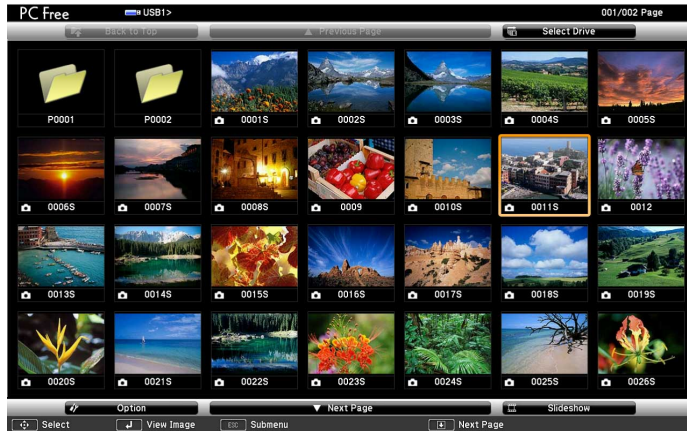 PC Free USB1> 001/002 Page
Back to Top ▲ Previous Page Select Drive
P0001 P0002 0001S 0002S 0003S 0004S 0005S
0006S 0007S 0008S 0009 0010S 0011S 0012
0013S 0014S 0015S 0016S 0017S 0018S 0019S
0020S 0021S 0022S 0023S 0024S 0025S 0026S
Option ▼ Next Page Slideshow
Select View Image ESC Submenu Next Page